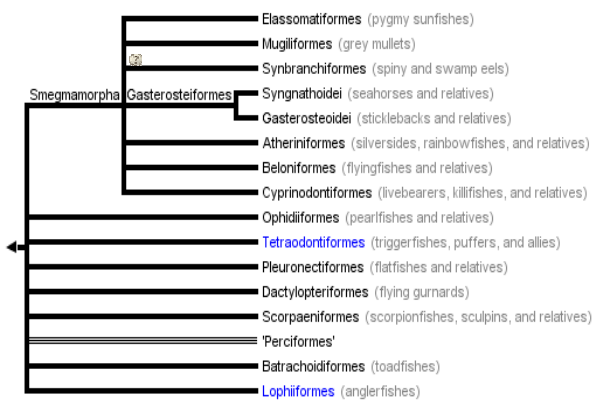 Elassomatiformes (pygmy sunfishes)
Mugiliformes (grey mullets)
?
Synbranchiformes (spiny and swamp eels)
Smegmamorpha Gasterosteiformes Syngnathoidei (seahorses and relatives)
Gasterosteoidei (sticklebacks and relatives)
Atheriniformes (silversides, rainbowfishes, and relatives)
Beloniformes (flyingfishes and relatives)
Cyprinodontiformes (livebearers, killifishes, and relatives)
Ophidiiformes (pearlfishes and relatives)
Tetraodontiformes (triggerfishes, puffers, and allies)
Pleuronectiformes (flatfishes and relatives)
Dactylopteriformes (flying gurnards)
Scorpaeniformes (scorpionfishes, sculpins, and relatives)
'Perciformes'
Batrachoidiformes (toadfishes)
Lophiiformes (anglerfishes)